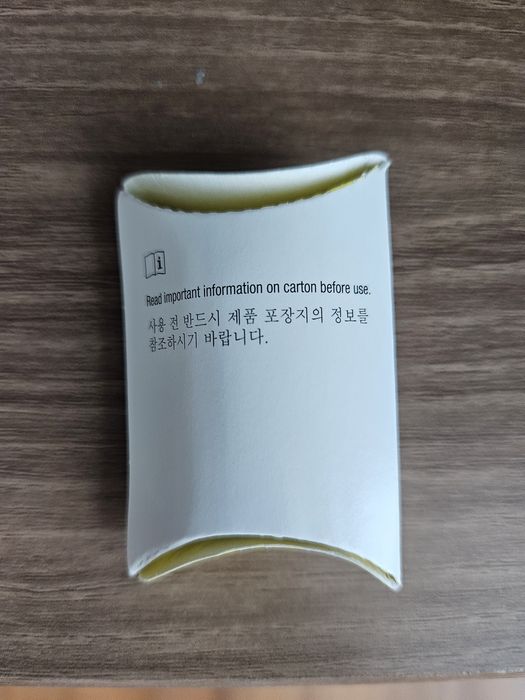 Read important information on carton before use.
사용 전 반드시 제품 포장지의 정보를
참조하시기 바랍니다.